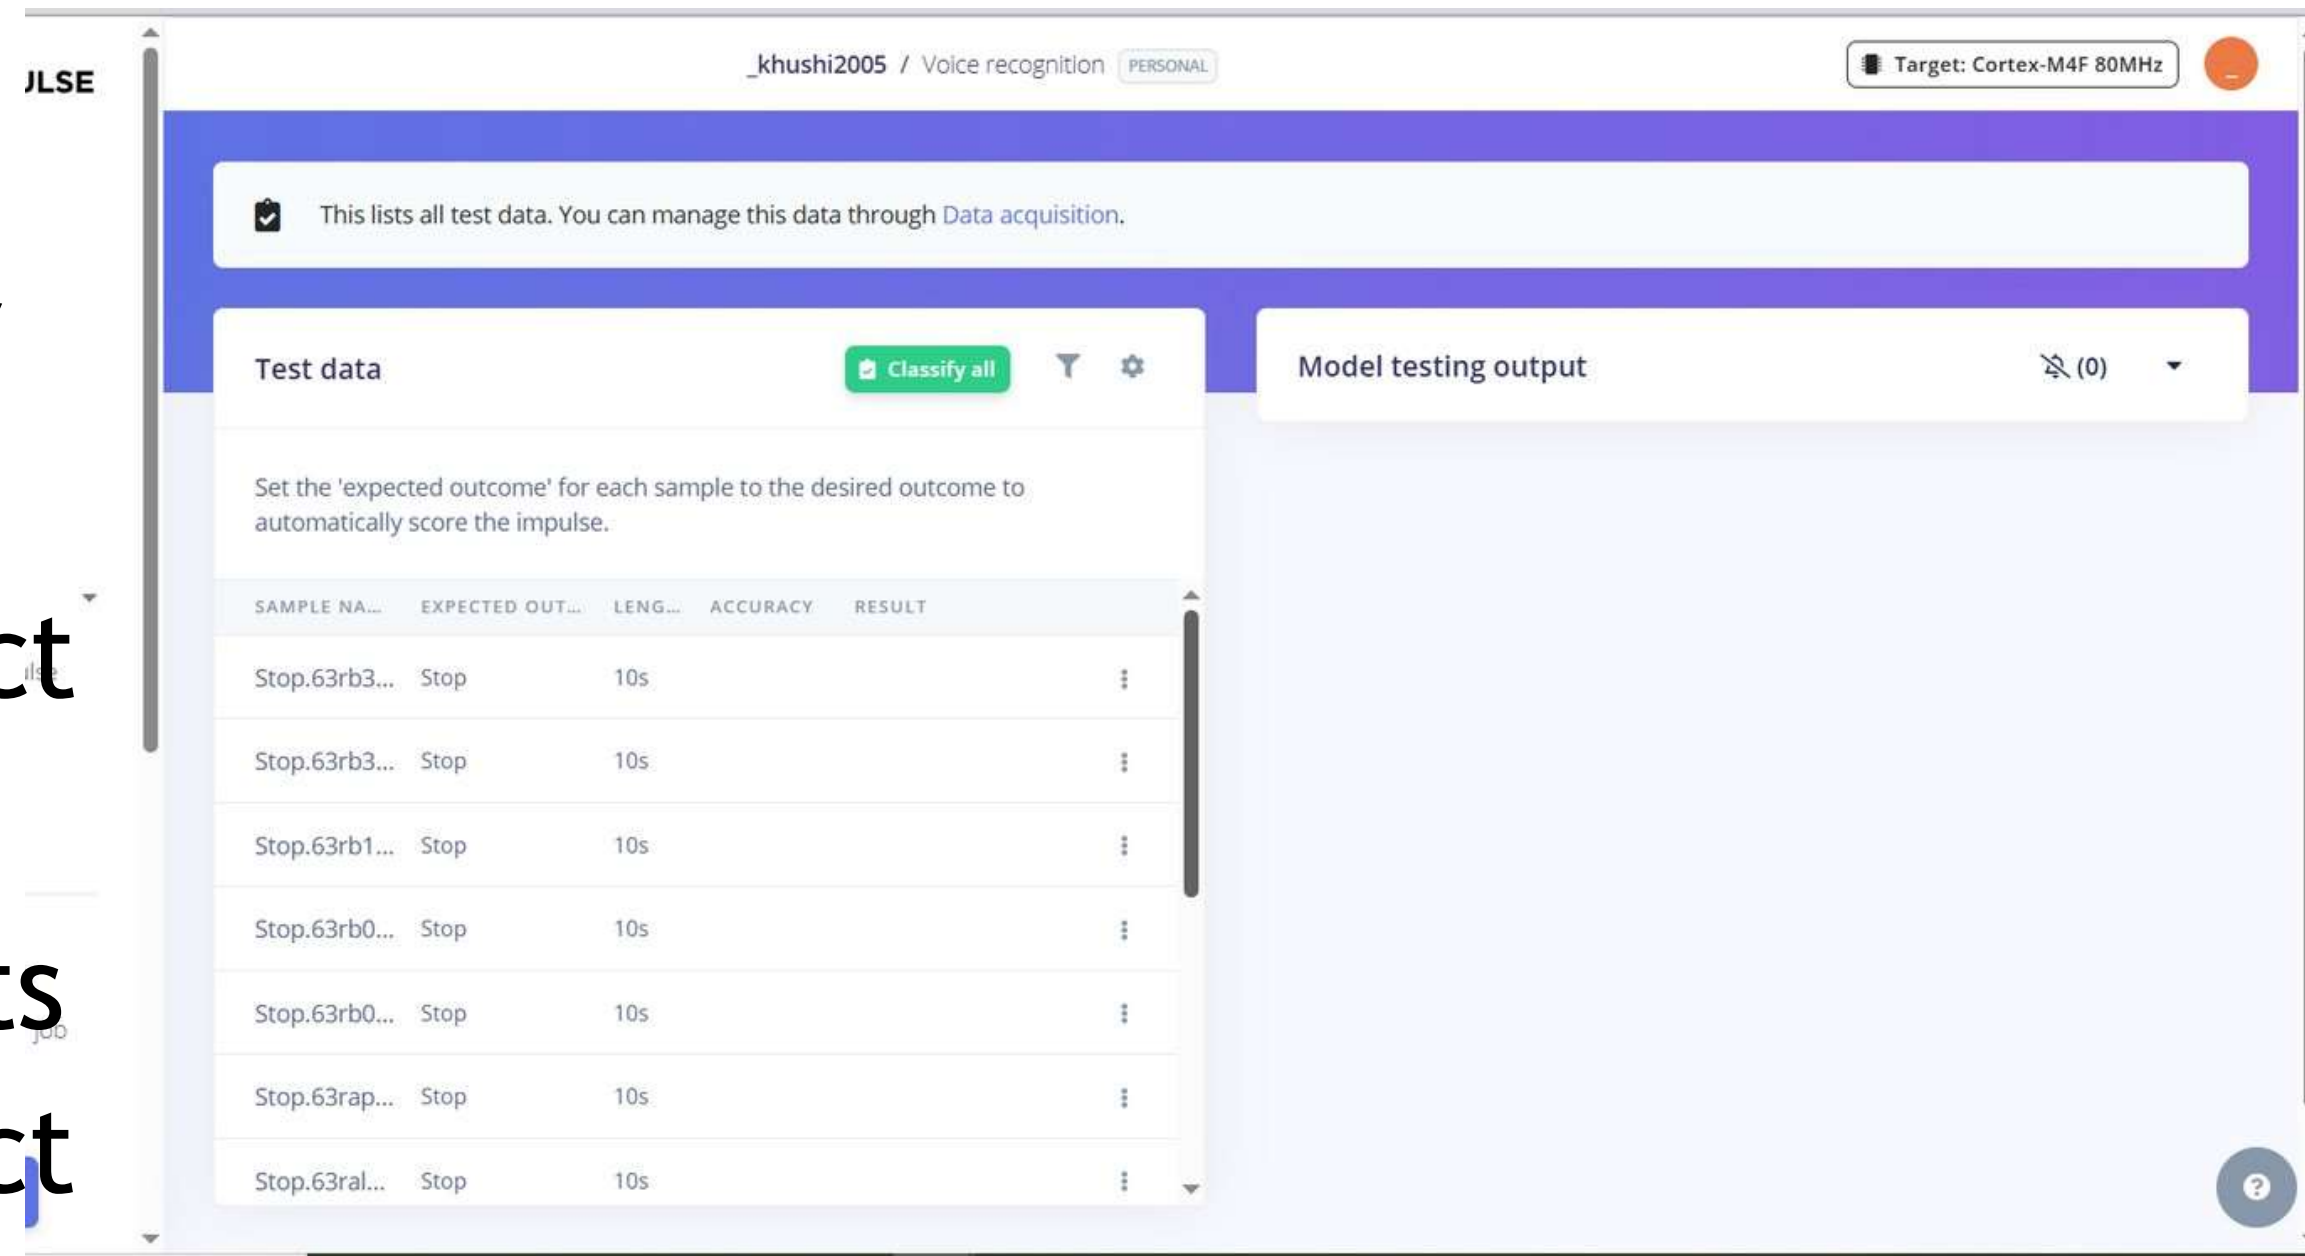 _khushi2005 / Voice recognition PERSONAL
Target: Cortex-M4F 80MHz
This lists all test data. You can manage this data through Data acquisition.
Test data
Classify all
Model testing output
(0)
Set the 'expected outcome' for each sample to the desired outcome to
automatically score the impulse.
SAMPLE NA... EXPECTED OUT... LENG... ACCURACY RESULT
Stop.63rb3... Stop 10s
Stop.63rb3... Stop 10s
Stop.63rb1... Stop 10s
Stop.63rb0... Stop 10s
Stop.63rb0... Stop 10s
Stop.63rap... Stop 10s
Stop.63ral... Stop 10s
ULSE
ct
ts
job
ct